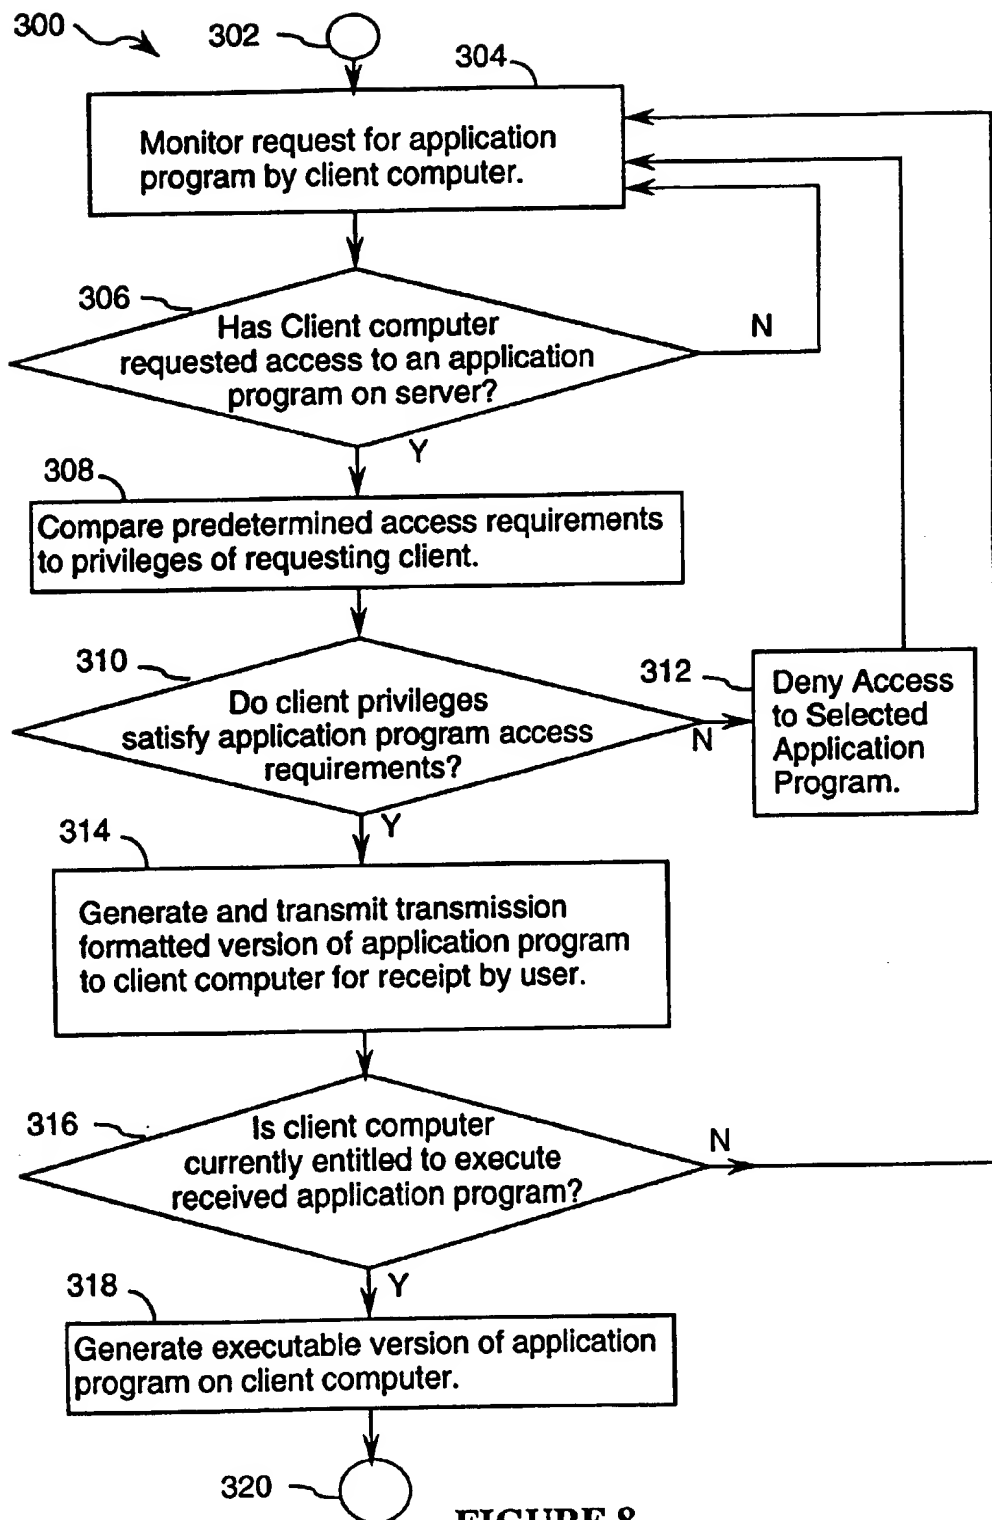 300
302
304
Monitor request for application
program by client computer.
306
Has Client computer
requested access to an application
program on server?
N
Y
308
Compare predetermined access requirements
to privileges of requesting client.
310
Do client privileges
satisfy application program access
requirements?
N
312
Deny Access
to Selected
Application
Program.
Y
314
Generate and transmit transmission
formatted version of application program
to client computer for receipt by user.
316
Is client computer
currently entitled to execute
received application program?
N
Y
318
Generate executable version of application
program on client computer.
320
FIGURE 8